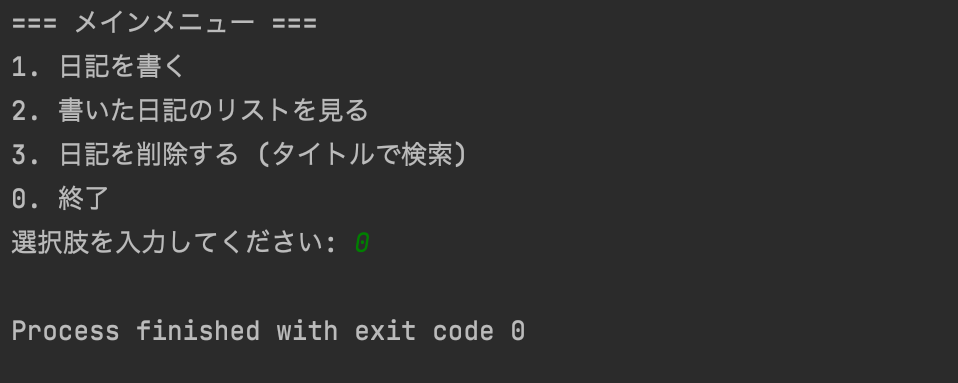 === メインメニュー ===
1. 日記を書く
2. 書いた日記のリストを見る
3. 日記を削除する (タイトルで検索)
0. 終了
選択肢を入力してください: 0
Process finished with exit code 0